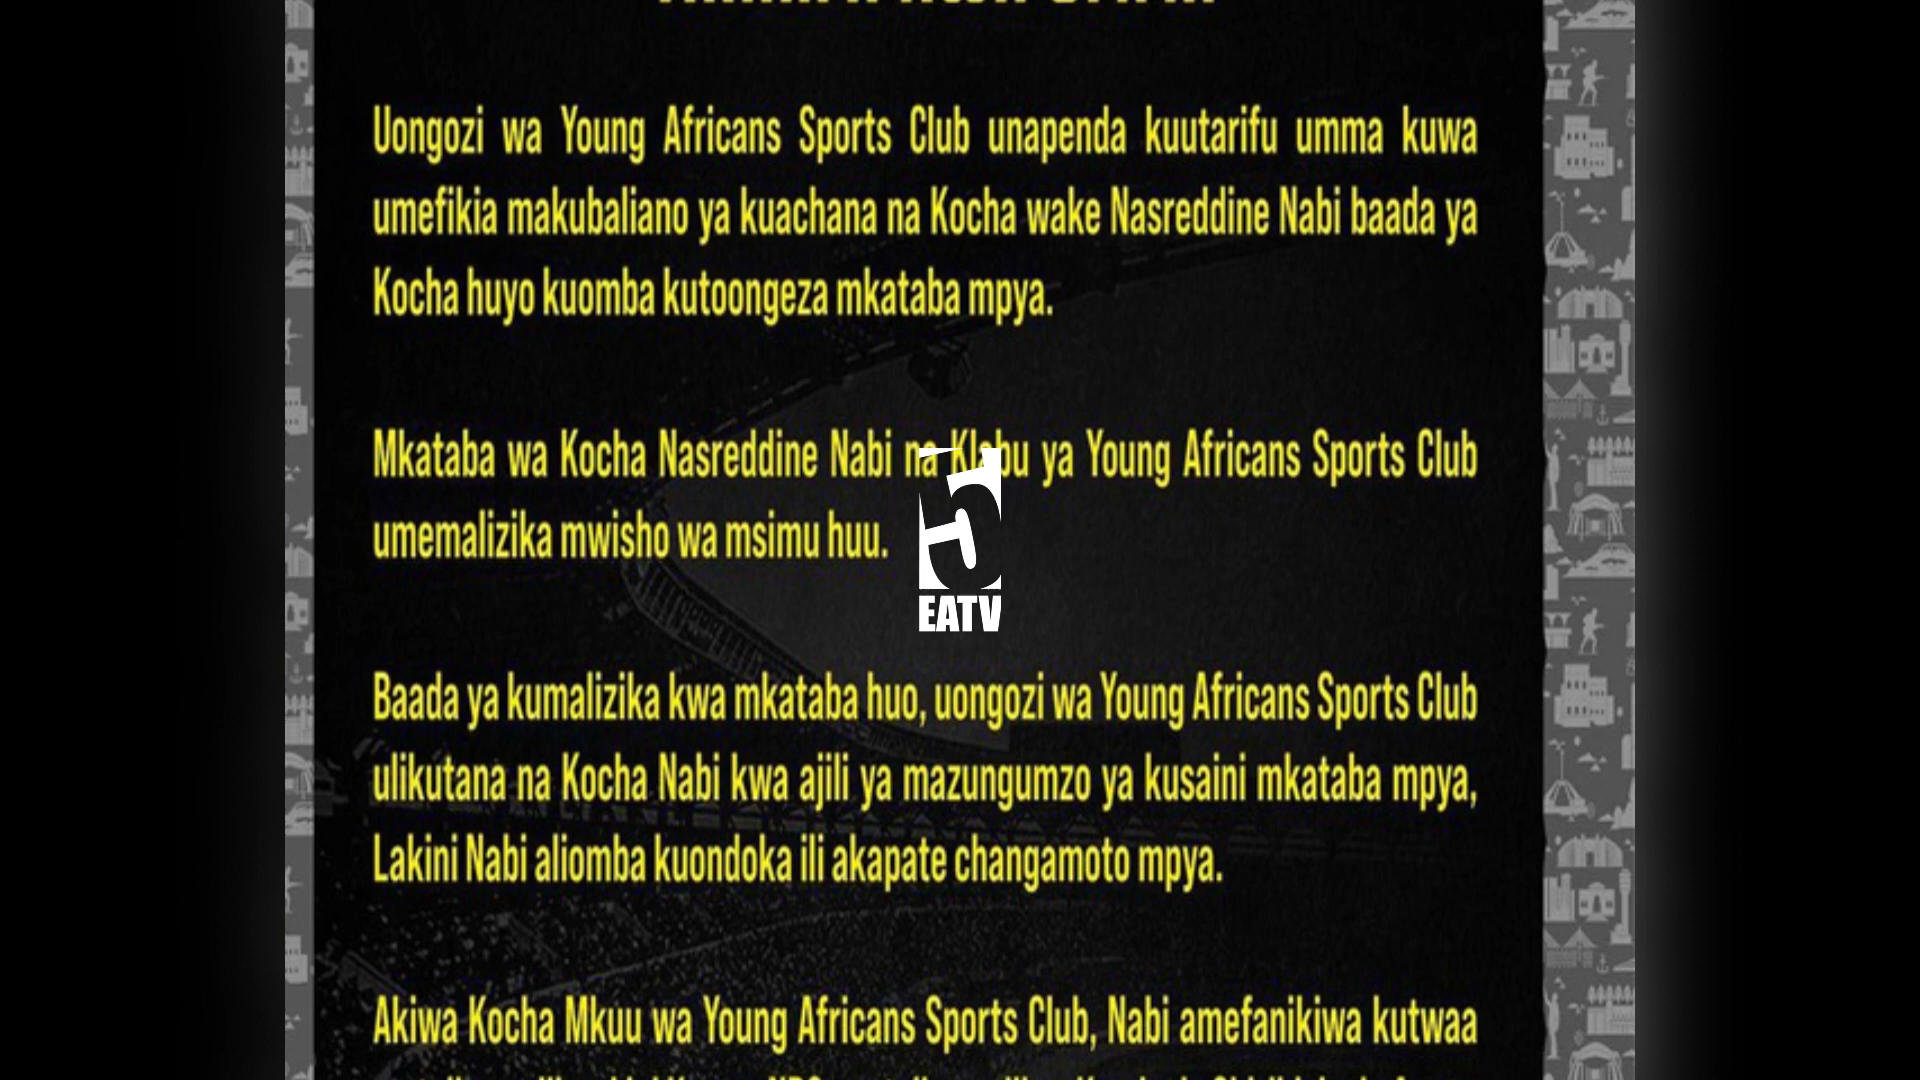 Uongozi wa Young Africans Sports Club unapenda kuutarifu umma kuwa
umefikia makubaliano ya kuachana na Kocha wake Nasreddine Nabi baada ya
Kocha huyo kuomba kutoongeza mkataba mpya.
Mkataba wa Kocha Nasreddine Nabi na Klabu ya Young Africans Sports Club
umemalizika mwisho wa msimu huu.
5
EATV
Baada ya kumalizika kwa mkataba huo, uongozi wa Young Africans Sports Club
ulikutana na Kocha Nabi kwa ajili ya mazungumzo ya kusaini mkataba mpya,
Lakini Nabi aliomba kuondoka ili akapate changamoto mpya.
Akiwa Kocha Mkuu wa Young Africans Sports Club, Nabi amefanikiwa kutwaa